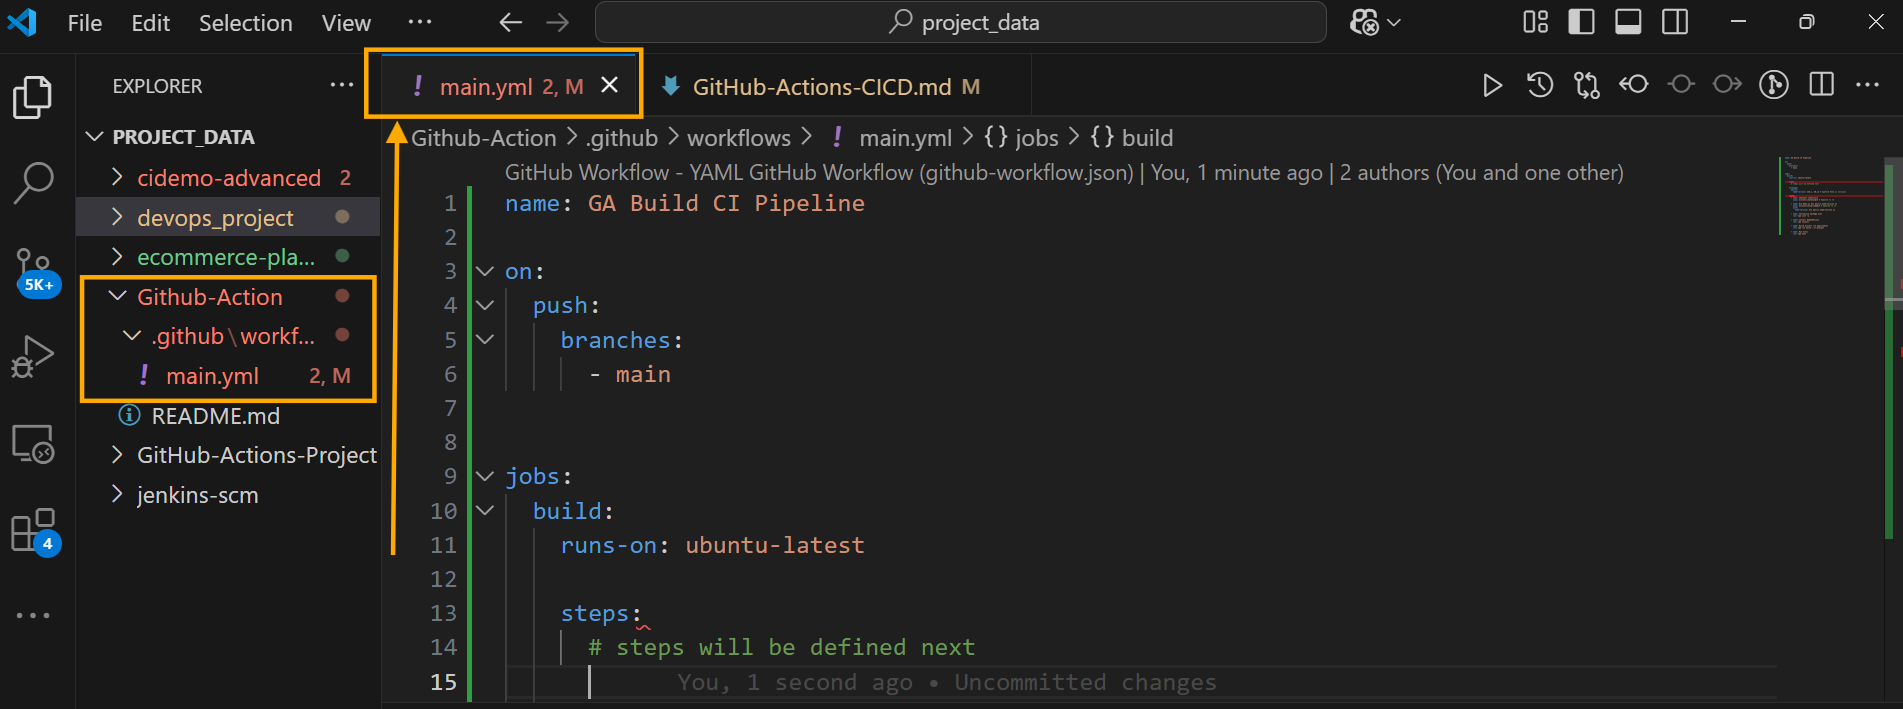 File Edit Selection View ··· project_data
EXPLORER ···
PROJECT_DATA
cidemo-advanced 2
devops_project
ecommerce-pla...
Github-Action
.github\workf...
main.yml 2, M
README.md
GitHub-Actions-Project
jenkins-scm
5K+
4
main.yml 2, M
GitHub-Actions-CICD.md M
Github-Action > .github > workflows > ! main.yml > {} jobs > {} build
GitHub Workflow - YAML GitHub Workflow (github-workflow.json) | You, 1 minute ago | 2 authors (You and one other)
1 name: GA Build CI Pipeline
2
3 on:
4 push:
5 branches:
6 - main
7
8
9 jobs:
10 build:
11 runs-on: ubuntu-latest
12
13 steps:
14 # steps will be defined next
15 You, 1 second ago • Uncommitted changes